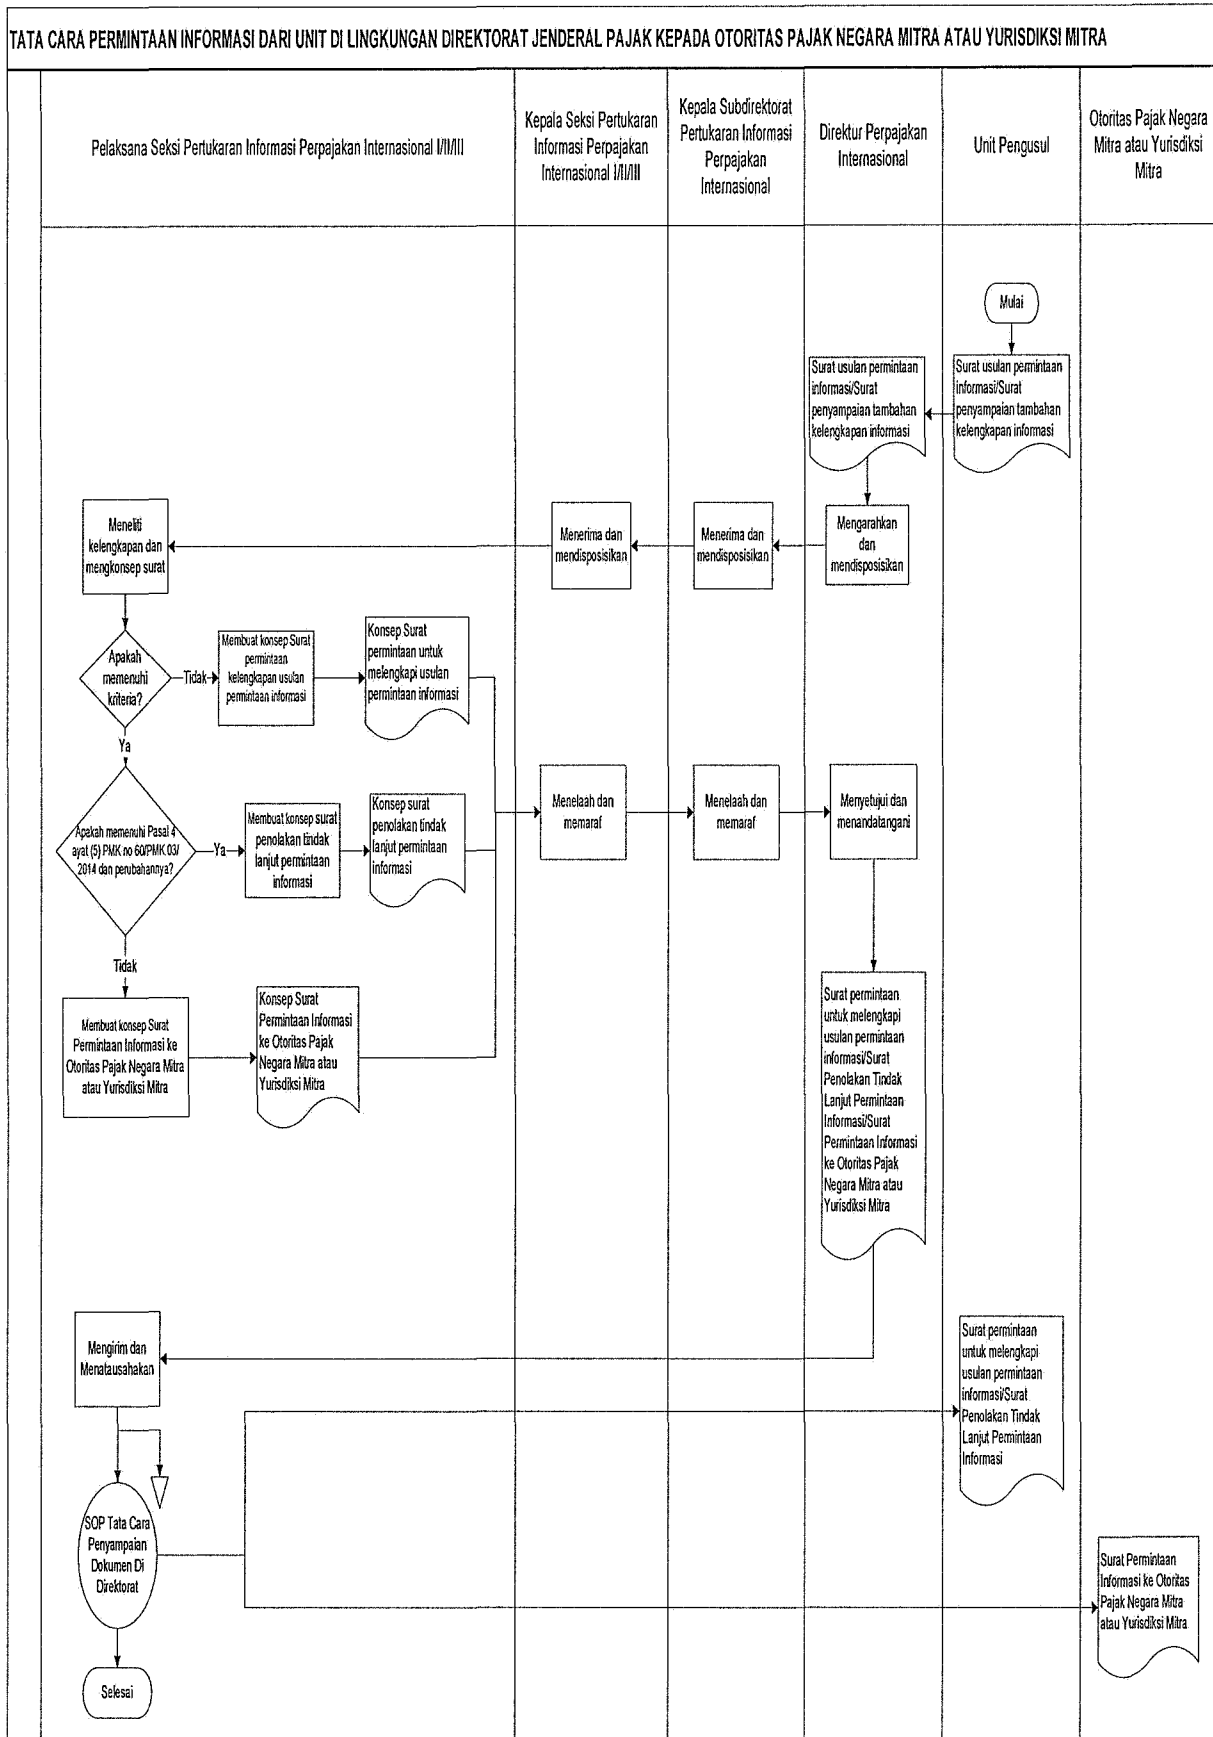 TATA CARA PERMINTAAN INFORMASI DARI UNIT DI LINGKUNGAN DIREKTORAT JENDERAL PAJAK KEPADA OTORITAS PAJAK NEGARA MITRA ATAU YURISDIKSI MITRA
Pelaksana Seksi Pertukaran Informasi Perpajakan Internasional I/II/III
Kepala Seksi Pertukaran
Informasi Perpajakan
Internasional I/II/III
Kepala Subdirektorat
Pertukaran Informasi
Perpajakan
Internasional
Direktur Perpajakan
Internasional
Unit Pengusul
Otoritas Pajak Negara
Mitra atau Yurisdiksi
Mitra
Mulai
Surat usulan permintaan
informasi/Surat
penyampaian tambahan
kelengkapan informasi
Surat usulan permintaan
informasi/Surat
penyampaian tambahan
kelengkapan informasi
Mengarahkan
dan
mendisposisikan
Menerima dan
mendisposisikan
Menerima dan
mendisposisikan
Meneliti
kelengkapan dan
mengkonsep surat
Apakah
memenuhi
kriteria?
Tidak
Membuat konsep Surat
permintaan
kelengkapan usulan
permintaan informasi
Konsep Surat
permintaan untuk
melengkapi usulan
permintaan informasi
Ya
Apakah memenuhi Pasal 4
ayat (5) PMK no 60/PMK.03/
2014 dan perubahannya?
Ya
Membuat konsep surat
penolakan tindak
lanjut permintaan
informasi
Konsep surat
penolakan tindak
lanjut permintaan
informasi
Menelaah dan
memaraf
Menelaah dan
memaraf
Menyetujui dan
menandatangani
Tidak
Membuat konsep Surat
Permintaan Informasi ke
Otoritas Pajak Negara Mitra
atau Yurisdiksi Mitra
Konsep Surat
Permintaan Informasi
ke Otoritas Pajak
Negara Mitra atau
Yurisdiksi Mitra
Surat permintaan
untuk melengkapi
usulan permintaan
informasi/Surat
Penolakan Tindak
Lanjut Permintaan
Informasi/Surat
Permintaan Informasi
ke Otoritas Pajak
Negara Mitra atau
Yurisdiksi Mitra
Mengirim dan
Menatausahakan
Surat permintaan
untuk melengkapi
usulan permintaan
informasi/Surat
Penolakan Tindak
Lanjut Permintaan
Informasi
SOP Tata Cara
Penyampaian
Dokumen Di
Direktorat
Surat Permintaan
Informasi ke Otoritas
Pajak Negara Mitra
atau Yurisdiksi Mitra
Selesai